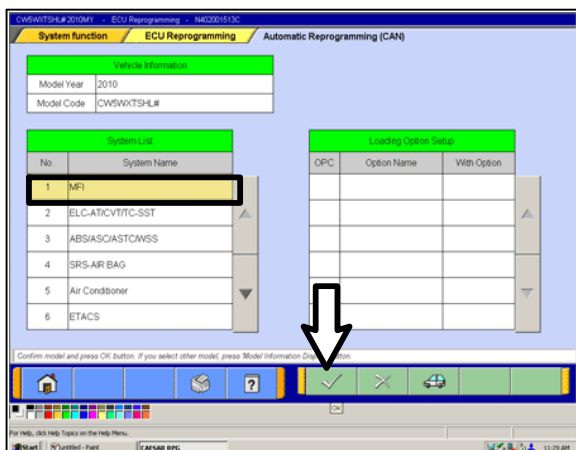 CW5WXTSHL# 2010MY - ECU Reprogramming - N402001513C
System function ECU Reprogramming Automatic Reprogramming (CAN)
Vehicle Information
Model Year 2010
Model Code CW5WXTSHL#
System List
No. System Name
1 MFI
2 ELC-AT/CVT/TC-SST
3 ABS/ASC/ASTC/WSS
4 SRS-AIR BAG
5 Air Conditioner
6 ETACS
Loading Option Setup
OPC Option Name With Option
Confirm model and press OK button. If you select other model, press 'Model Information Display' button.
?
OK
For Help, click Help Topics on the Help Menu.
Start untitled - Paint CAESAR RPG 11:29 AM